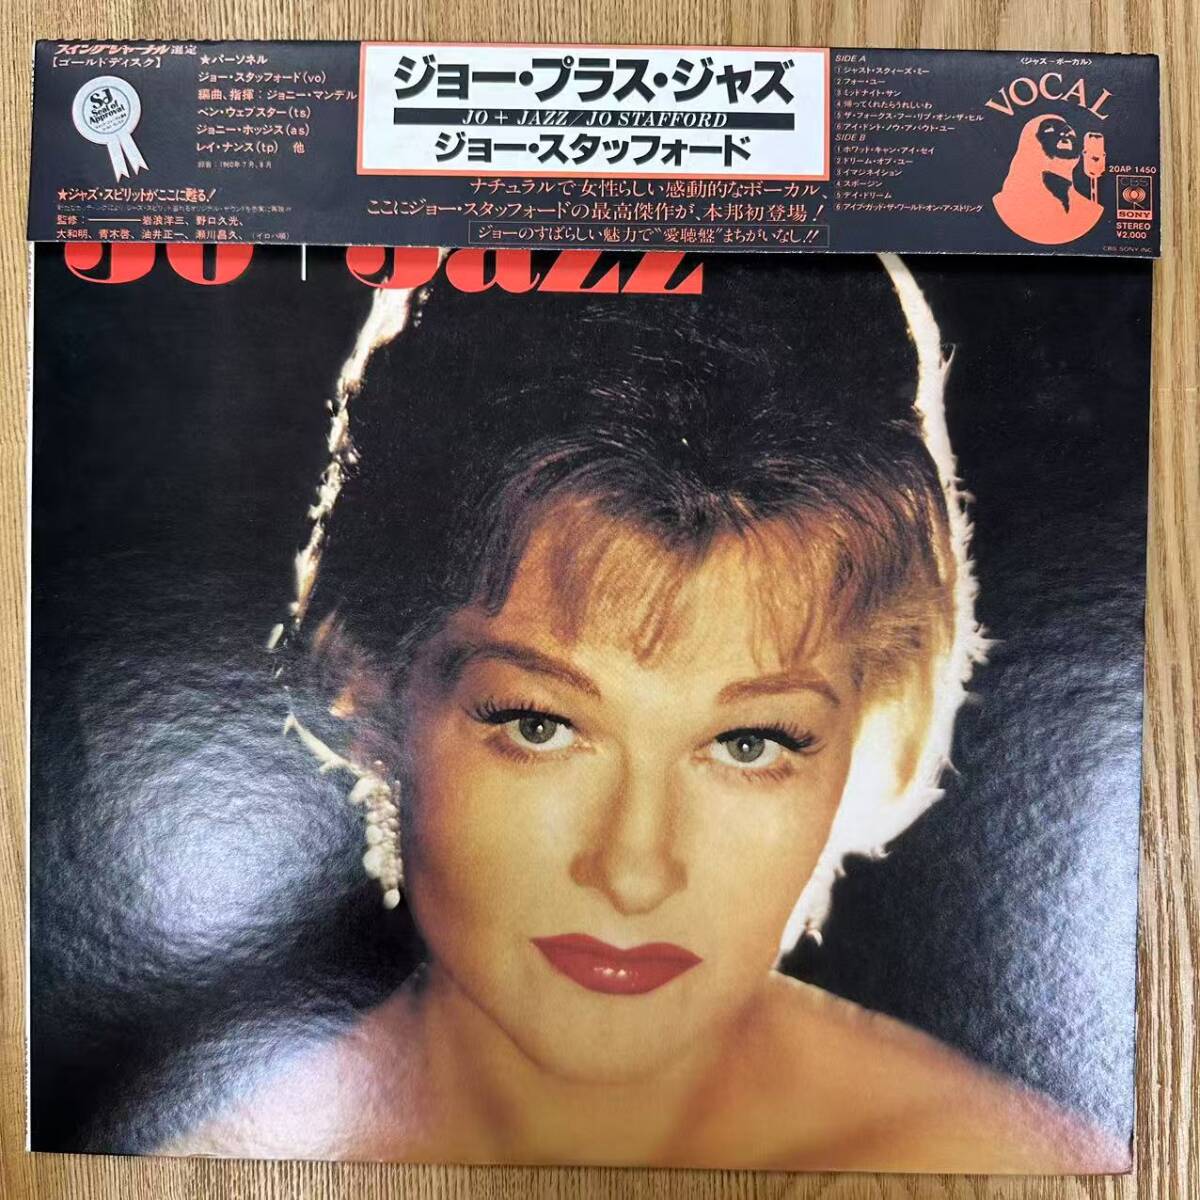 スイングジャーナル選定
【ゴールドディスク】
SJ
Seal of
Approval
★パーソネル
ジョー・スタッフォード(vo)
編曲、指揮:ジョニー・マンデル
ベン・ウェブスター(ts)
ジョニー・ホッジス(as)
レイ・ナンス(tp) 他
録音:1960年7月、8月
★ジャズ・スピリットがここに甦る!
監修:岩浪洋三、野口久光、
大和明、青木啓、油井正一、瀬川昌久、(イロハ順)
ジョー・プラス・ジャズ
JO + JAZZ / JO STAFFORD
ジョー・スタッフォード
ナチュラルで女性らしい感動的なボーカル、
ここにジョー・スタッフォードの最高傑作が、本邦初登場!
ジョーのすばらしい魅力で"愛聴盤"まちがいなし!!
SIDE A
1 ジャスト・スクィーズ・ミー
2 フォー・ユー
3 ミッドナイト・サン
4 帰ってくれたらうれしいわ
5 ザ・フォークス・フー・リブ・オン・ザ・ヒル
6 アイ・ドント・ノウ・アバウト・ユー
SIDE B
1 ホワット・キャン・アイ・セイ
2 ドリーム・オブ・ユー
3 イマジネイション
4 スポージン
5 デイ・ドリーム
6 アイヴ・ガット・ザ・ワールド・オン・ア・ストリング
〈ジャズ・ボーカル〉
VOCAL
20AP 1450
CBS
SONY
STEREO
¥2,000
CBS SONY INC.
Jo + Jazz